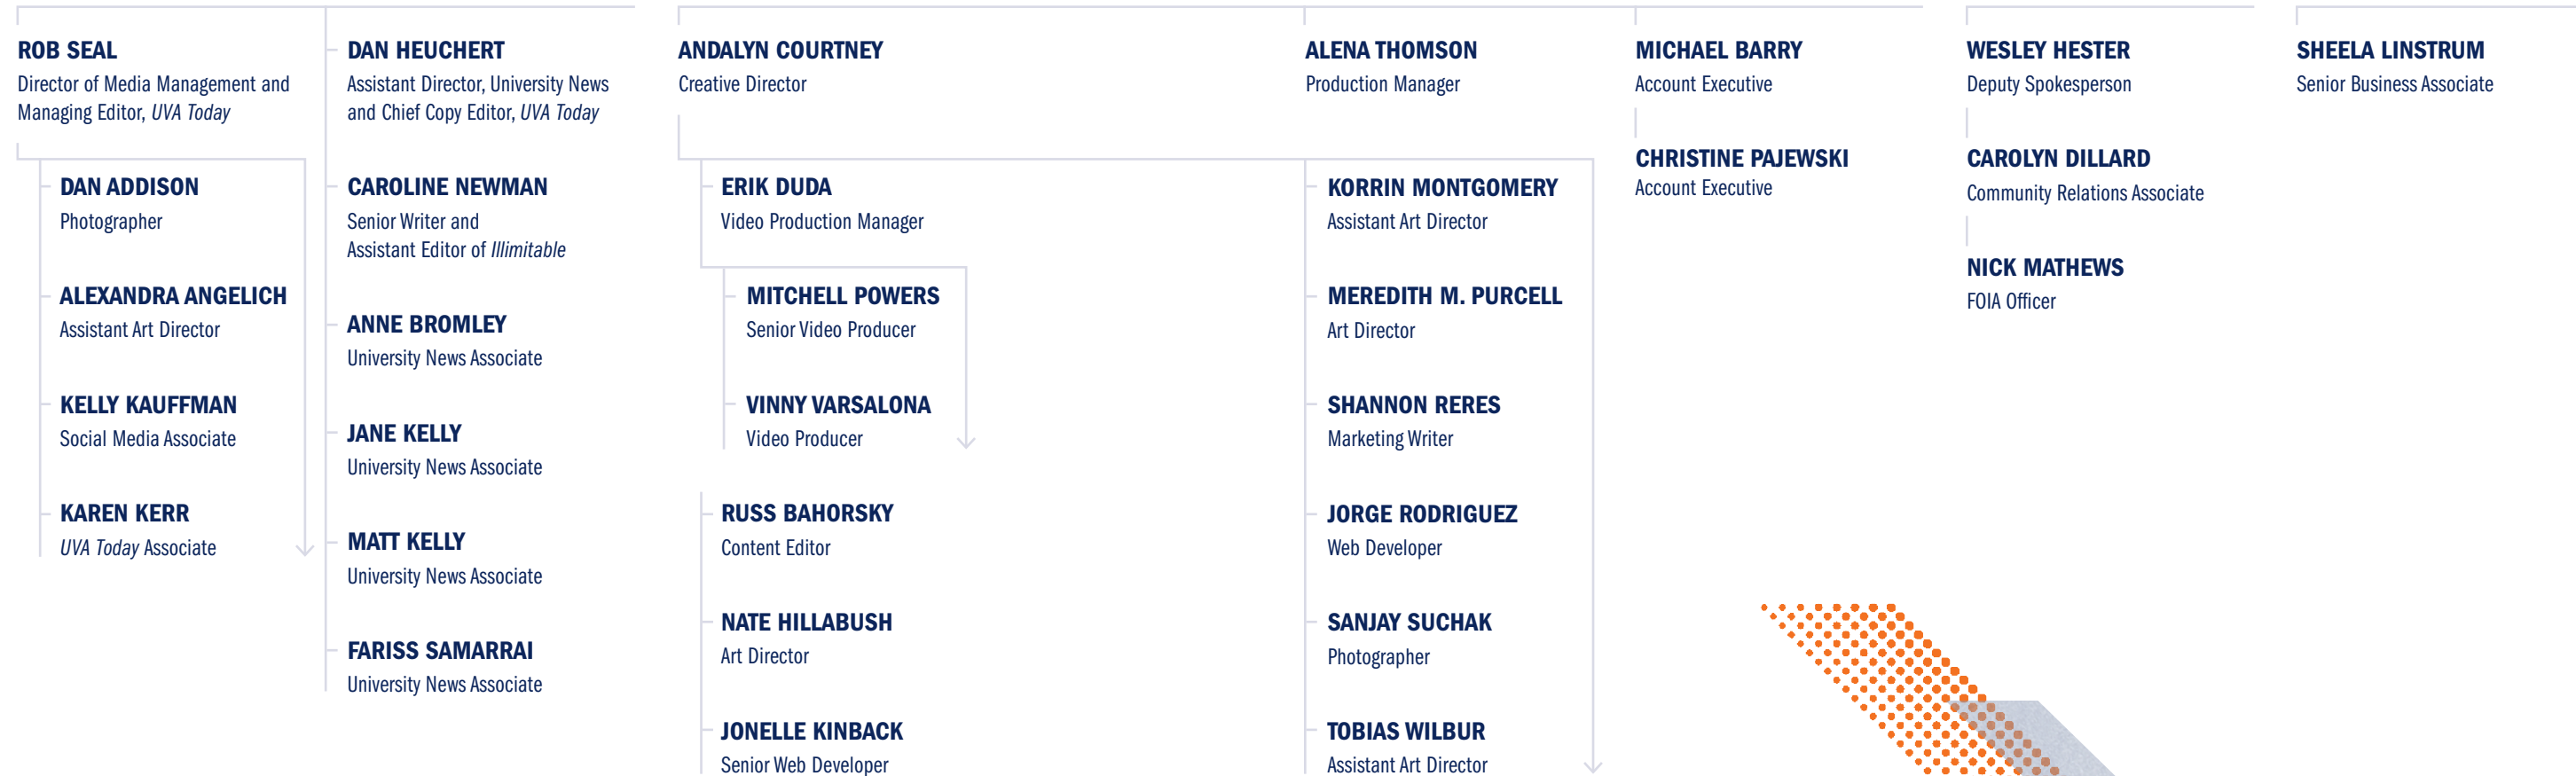 ROB SEAL
Director of Media Management and
Managing Editor, UVA Today
DAN ADDISON
Photographer
ALEXANDRA ANGELICH
Assistant Art Director
KELLY KAUFFMAN
Social Media Associate
KAREN KERR
UVA Today Associate
DAN HEUCHERT
Assistant Director, University News
and Chief Copy Editor, UVA Today
CAROLINE NEWMAN
Senior Writer and
Assistant Editor of Illimitable
ANNE BROMLEY
University News Associate
JANE KELLY
University News Associate
MATT KELLY
University News Associate
FARISS SAMARRAI
University News Associate
ANDALYN COURTNEY
Creative Director
ERIK DUDA
Video Production Manager
MITCHELL POWERS
Senior Video Producer
VINNY VARSALONA
Video Producer
RUSS BAHORSKY
Content Editor
NATE HILLABUSH
Art Director
JONELLE KINBACK
Senior Web Developer
KORRIN MONTGOMERY
Assistant Art Director
MEREDITH M. PURCELL
Art Director
SHANNON RERES
Marketing Writer
JORGE RODRIGUEZ
Web Developer
SANJAY SUCHAK
Photographer
TOBIAS WILBUR
Assistant Art Director
ALENA THOMSON
Production Manager
MICHAEL BARRY
Account Executive
CHRISTINE PAJEWSKI
Account Executive
WESLEY HESTER
Deputy Spokesperson
CAROLYN DILLARD
Community Relations Associate
NICK MATHEWS
FOIA Officer
SHEELA LINSTRUM
Senior Business Associate